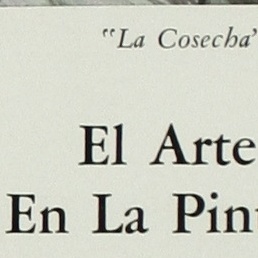 "La Cosecha"
El Arte
En La Pin